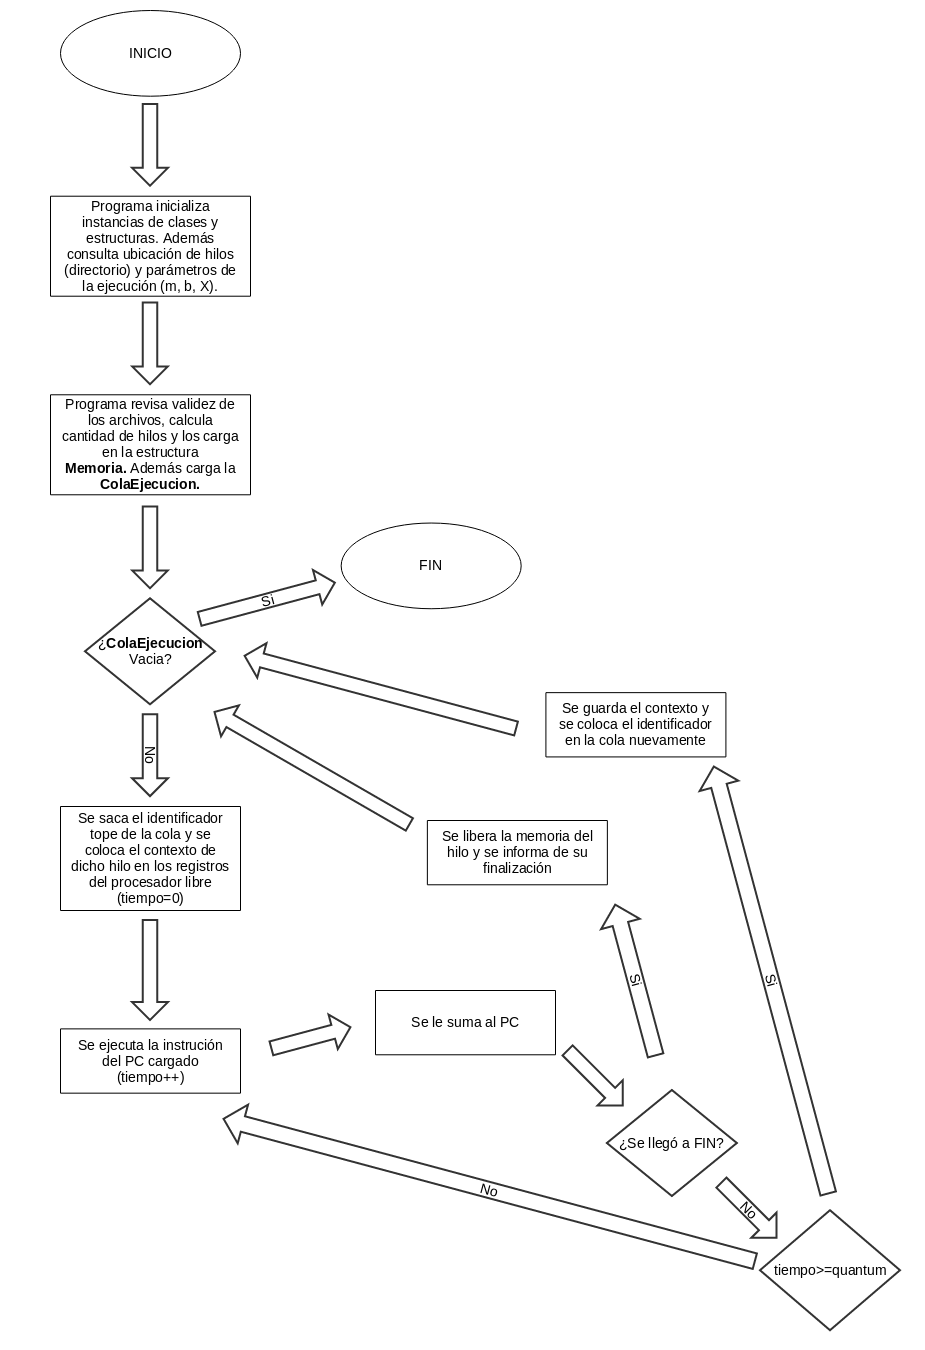 INICIO
Programa inicializa
instancias de clases y
estructuras. Además
consulta ubicación de hilos
(directorio) y parámetros de
la ejecución (m, b, X).
Programa revisa validez de
los archivos, calcula
cantidad de hilos y los carga
en la estructura
Memoria. Además carga la
ColaEjecucion.
FIN
Si
¿ColaEjecucion
Vacia?
Se guarda el contexto y
se coloca el identificador
en la cola nuevamente
No
Se saca el identificador
tope de la cola y se
coloca el contexto de
dicho hilo en los registros
del procesador libre
(tiempo=0)
Se libera la memoria del
hilo y se informa de su
finalización
Si
Si
Se ejecuta la instrución
del PC cargado
(tiempo++)
Se le suma al PC
¿Se llegó a FIN?
No
No
tiempo>=quantum